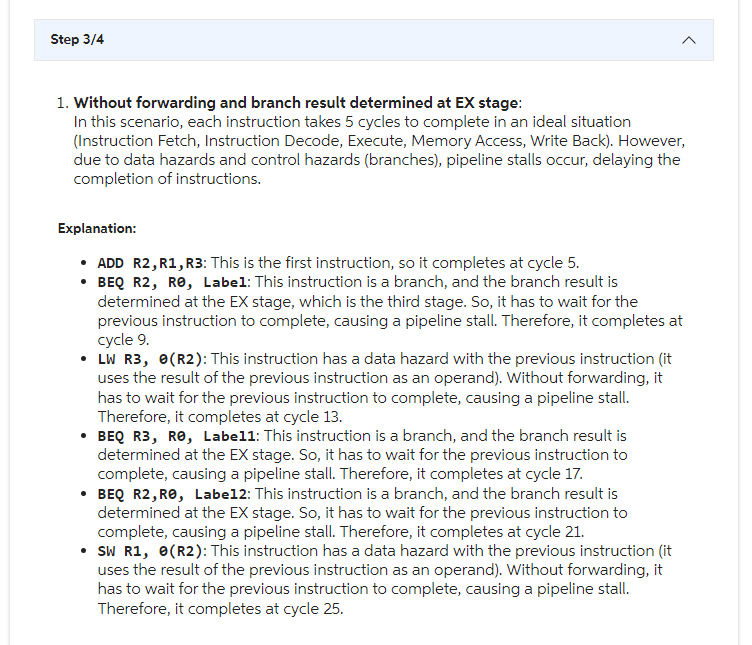 Step 3/4
1. Without forwarding and branch result determined at EX stage:
In this scenario, each instruction takes 5 cycles to complete in an ideal situation
(Instruction Fetch, Instruction Decode, Execute, Memory Access, Write Back). However,
due to data hazards and control hazards (branches), pipeline stalls occur, delaying the
completion of instructions.
Explanation:
• ADD R2,R1,R3: This is the first instruction, so it completes at cycle 5.
• BEQ R2, R0, Label: This instruction is a branch, and the branch result is
determined at the EX stage, which is the third stage. So, it has to wait for the
previous instruction to complete, causing a pipeline stall. Therefore, it completes at
cycle 9.
• LW R3, 0(R2): This instruction has a data hazard with the previous instruction (it
uses the result of the previous instruction as an operand). Without forwarding, it
has to wait for the previous instruction to complete, causing a pipeline stall.
Therefore, it completes at cycle 13.
• BEQ R3, R0, Label1: This instruction is a branch, and the branch result is
determined at the EX stage. So, it has to wait for the previous instruction to
complete, causing a pipeline stall. Therefore, it completes at cycle 17.
• BEQ R2,R0, Label2: This instruction is a branch, and the branch result is
determined at the EX stage. So, it has to wait for the previous instruction to
complete, causing a pipeline stall. Therefore, it completes at cycle 21.
• SW R1, 0(R2): This instruction has a data hazard with the previous instruction (it
uses the result of the previous instruction as an operand). Without forwarding, it
has to wait for the previous instruction to complete, causing a pipeline stall.
Therefore, it completes at cycle 25.